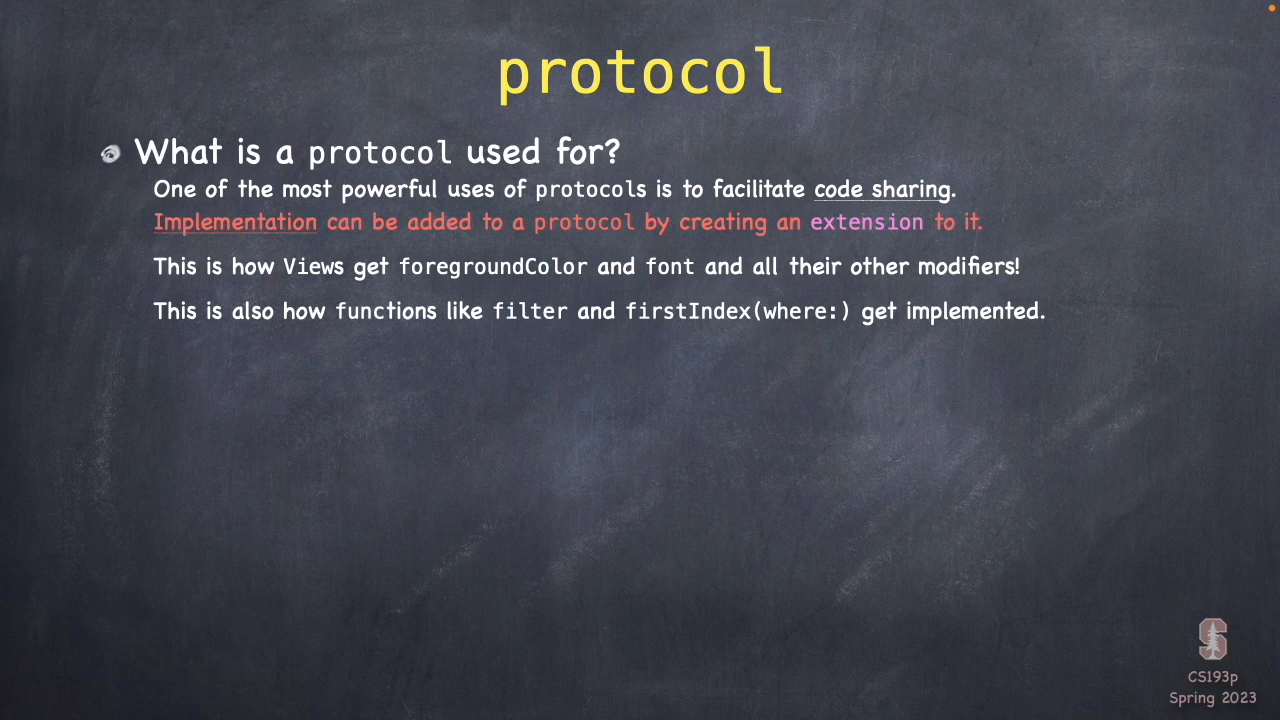 protocol
What is a protocol used for?
One of the most powerful uses of protocols is to facilitate code sharing.
Implementation can be added to a protocol by creating an extension to it.
This is how Views get foregroundColor and font and all their other modifiers!
This is also how functions like filter and firstIndex(where:) get implemented.
S
CS193p
Spring 2023